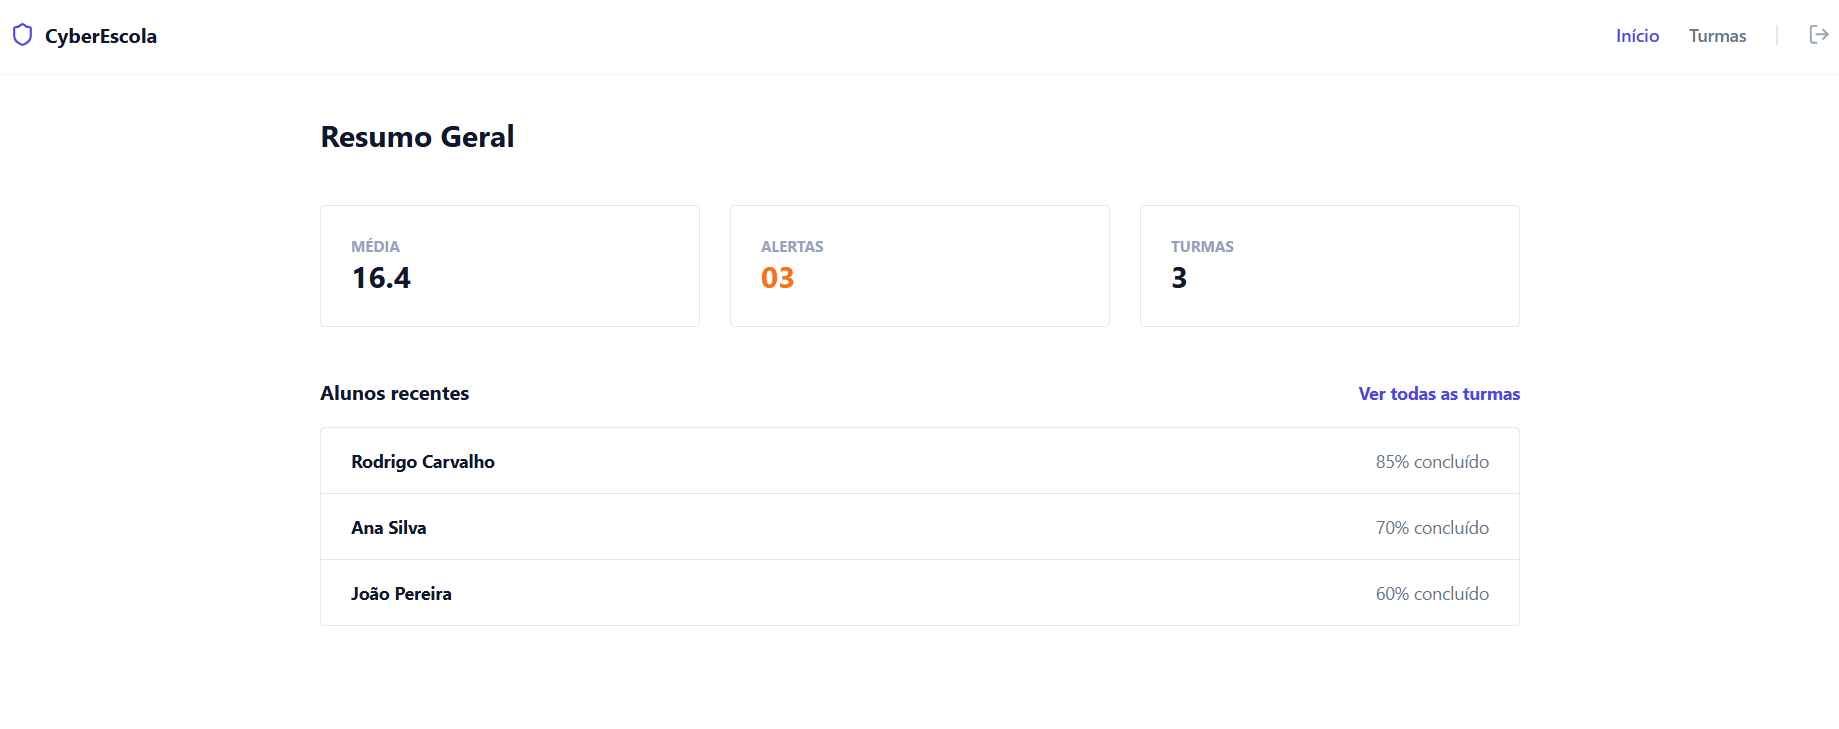 CyberEscola
Início
Turmas
Resumo Geral
MÉDIA
16.4
ALERTAS
03
TURMAS
3
Alunos recentes
Ver todas as turmas
Rodrigo Carvalho
85% concluído
Ana Silva
70% concluído
João Pereira
60% concluído